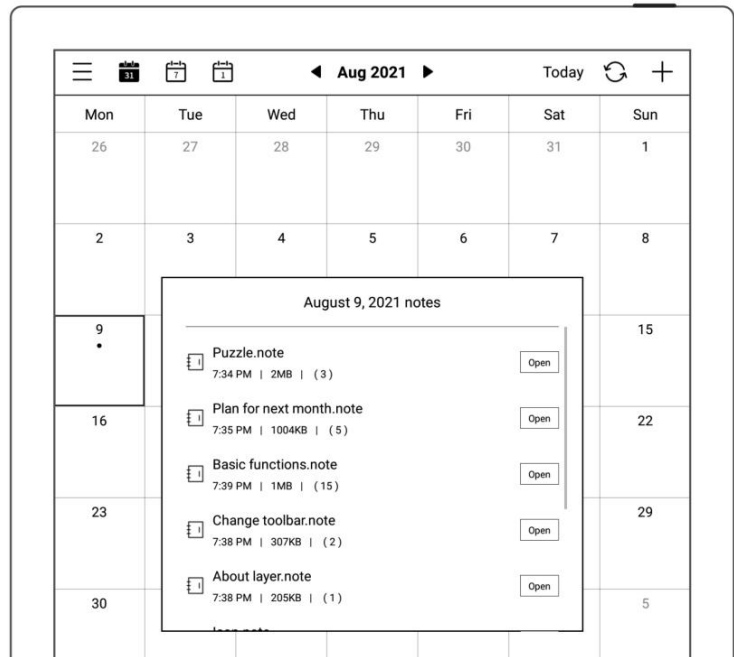 31 7 1 Aug 2021 Today
Mon Tue Wed Thu Fri Sat Sun
26 27 28 29 30 31 1
2 3 4 5 6 7 8
August 9, 2021 notes
9 15
Puzzle.note
7:34 PM | 2MB | ( 3 )
Open
Plan for next month.note
7:35 PM | 1004KB | ( 5 )
Open
16 22
Basic functions.note
7:39 PM | 1MB | ( 15 )
Open
23 29
Change toolbar.note
7:38 PM | 307KB | ( 2 )
Open
About layer.note
7:38 PM | 205KB | ( 1 )
Open
30 5